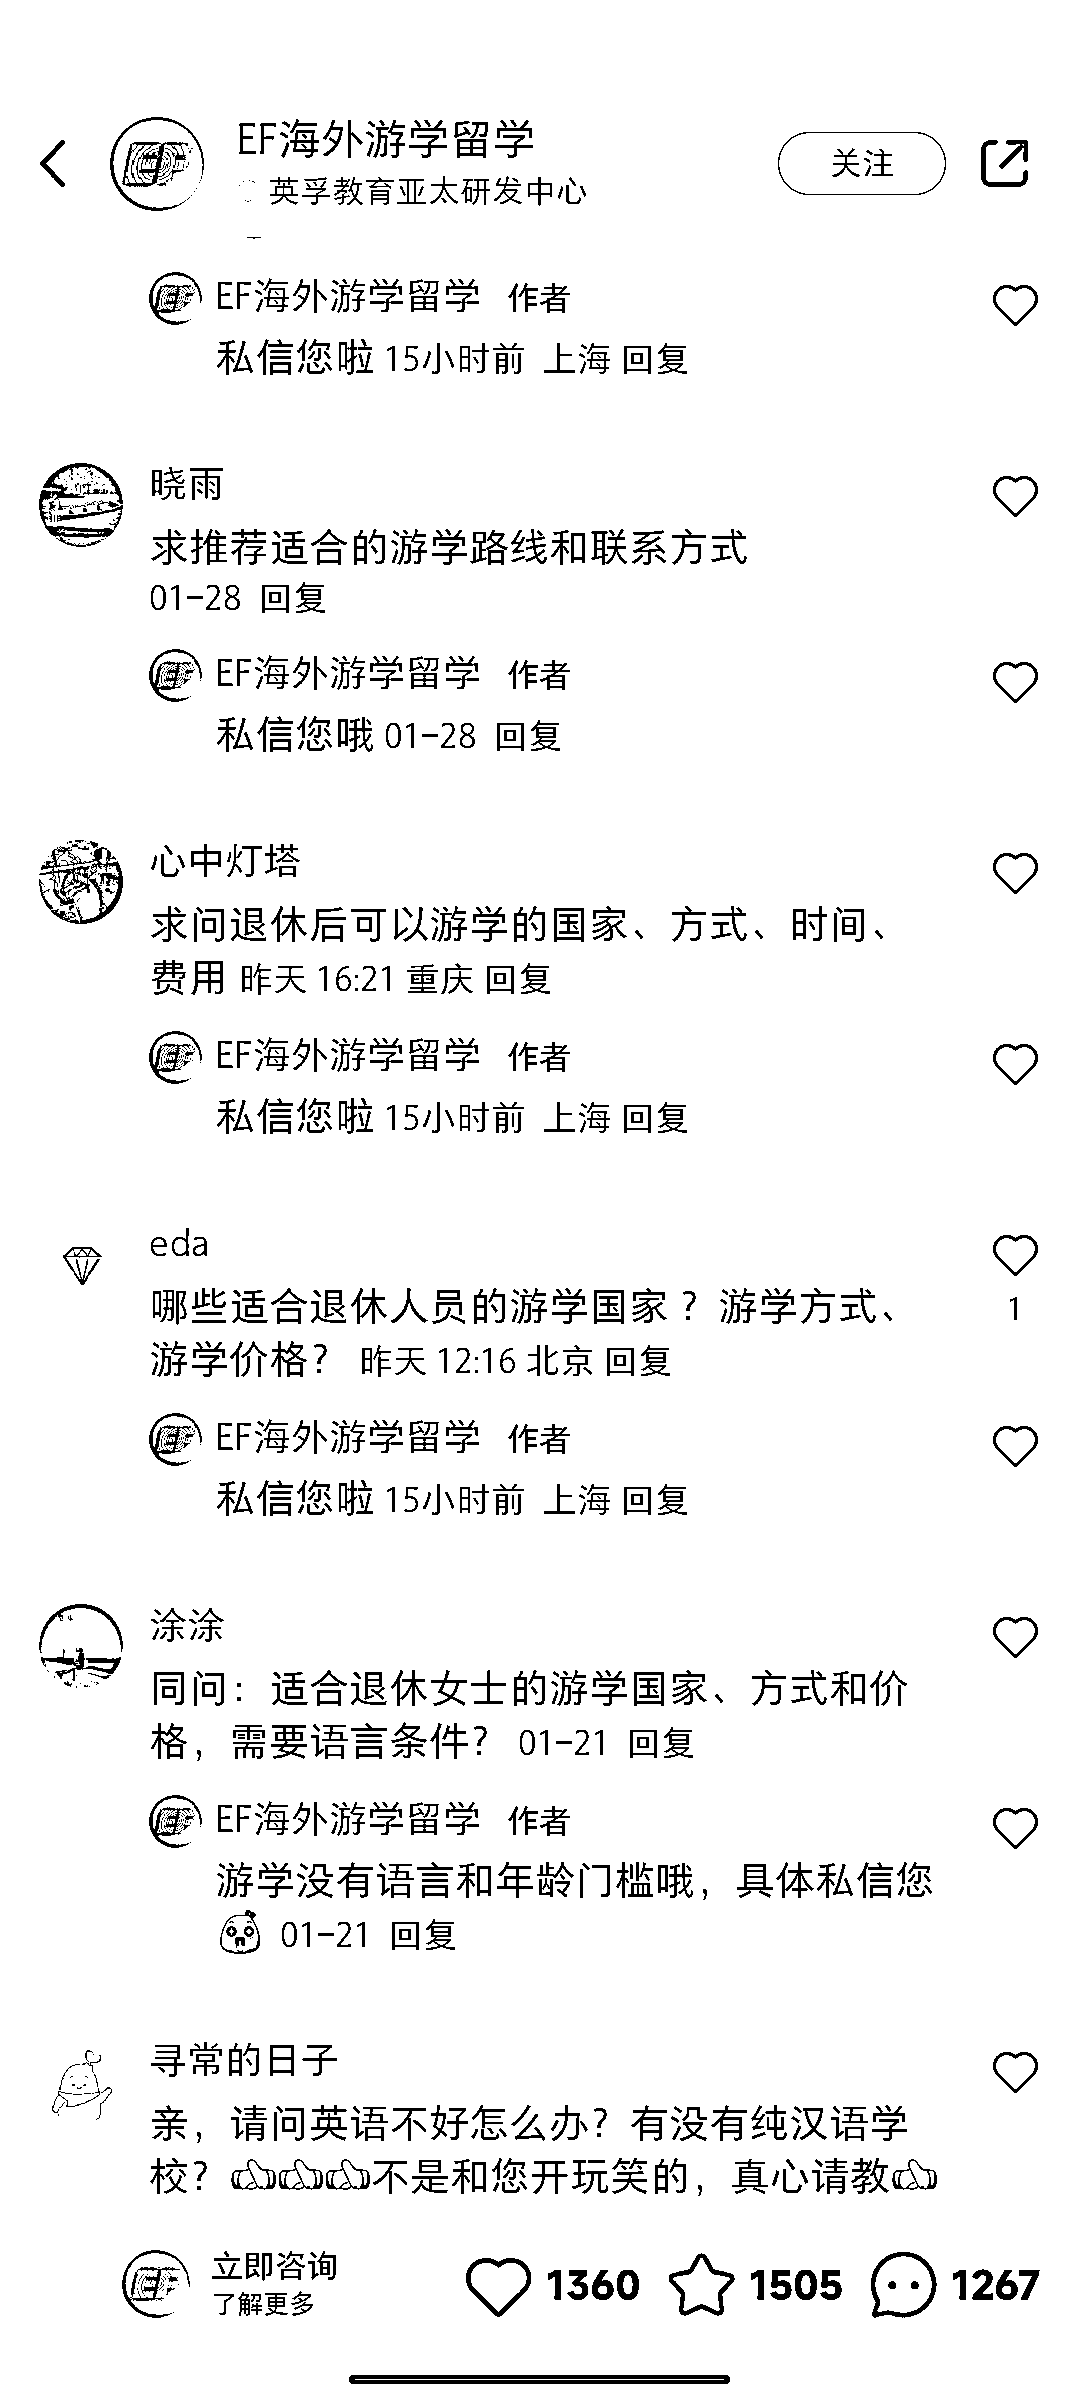 EF海外游学留学
英孚教育亚太研发中心
关注
EF海外游学留学 作者
私信您啦 15小时前 上海 回复
晓雨
求推荐适合的游学路线和联系方式
01-28 回复
EF海外游学留学 作者
私信您哦 01-28 回复
心中灯塔
求问退休后可以游学的国家、方式、时间、
费用 昨天 16:21 重庆 回复
EF海外游学留学 作者
私信您啦 15小时前 上海 回复
eda
哪些适合退休人员的游学国家？游学方式、
1
游学价格？ 昨天 12:16 北京 回复
EF海外游学留学 作者
私信您啦 15小时前 上海 回复
涂涂
同问：适合退休女士的游学国家、方式和价
格，需要语言条件？ 01-21 回复
EF海外游学留学 作者
游学没有语言和年龄门槛哦，具体私信您
01-21 回复
寻常的日子
亲，请问英语不好怎么办？有没有纯汉语学
校？👍👍👍不是和您开玩笑的，真心请教👍
立即咨询
了解更多
1360
1505
1267